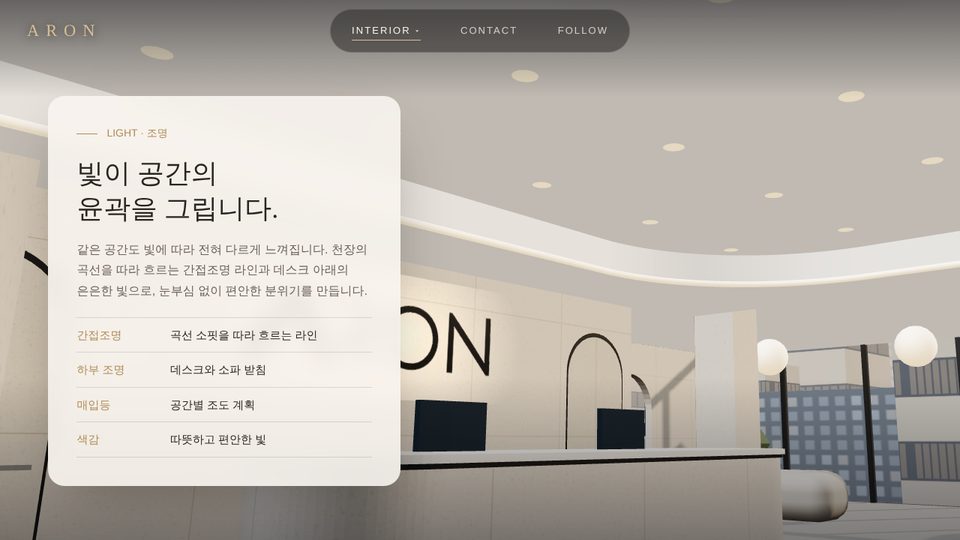 ARON
INTERIOR
CONTACT
FOLLOW
LIGHT · 조명
빛이 공간의
윤곽을 그립니다.
같은 공간도 빛에 따라 전혀 다르게 느껴집니다. 천장의
곡선을 따라 흐르는 간접조명 라인과 데스크 아래의
은은한 빛으로, 눈부심 없이 편안한 분위기를 만듭니다.
간접조명 곡선 소핏을 따라 흐르는 라인
하부 조명 데스크와 소파 받침
매입등 공간별 조도 계획
색감 따뜻하고 편안한 빛
ON